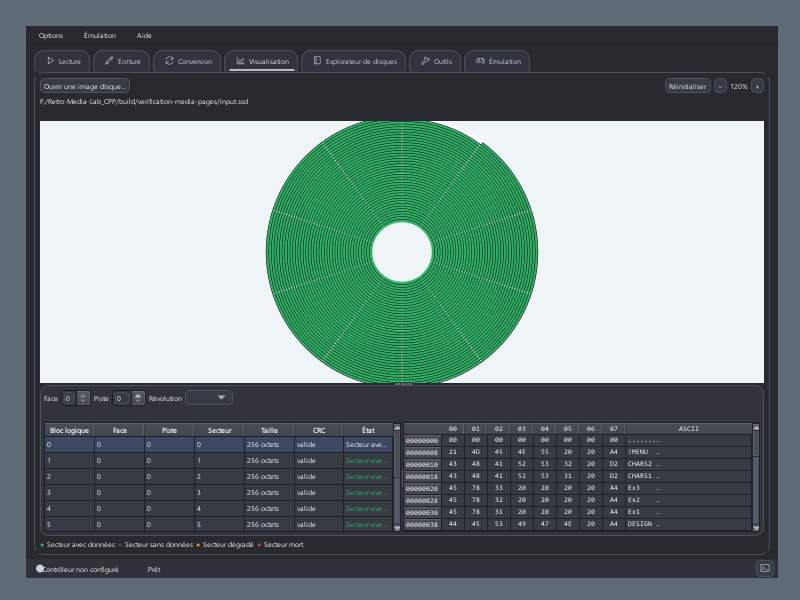 Options Émulation Aide
Lecture Écriture Conversion Visualisation Explorateur de disques Outils Émulation
Ouvrir une image disque... Réinitialiser − 120% +
F:/Retro-Media-Lab_CPP/build/verification-media-pages/input.ssd
Face 0 Piste 0 Révolution
Bloc logique Face Piste Secteur Taille CRC État
0 0 0 0 256 octets valide Secteur ave...
1 0 0 1 256 octets valide Secteur ave...
2 0 0 2 256 octets valide Secteur ave...
3 0 0 3 256 octets valide Secteur ave...
4 0 0 4 256 octets valide Secteur ave...
5 0 0 5 256 octets valide Secteur ave...
00 01 02 03 04 05 06 07 ASCII
00000000 00 00 00 00 00 00 00 00 ........
00000008 21 4D 45 4E 55 20 20 A4 !MENU .
00000010 43 48 41 52 53 32 20 D2 CHARS2 .
00000018 43 48 41 52 53 31 20 D2 CHARS1 .
00000020 45 78 33 20 20 20 20 A4 Ex3 .
00000028 45 78 32 20 20 20 20 A4 Ex2 .
00000030 45 78 31 20 20 20 20 A4 Ex1 .
00000038 44 45 53 49 47 4E 20 A4 DESIGN .
Secteur avec données Secteur sans données Secteur dégradé Secteur mort
Contrôleur non configuré Prêt